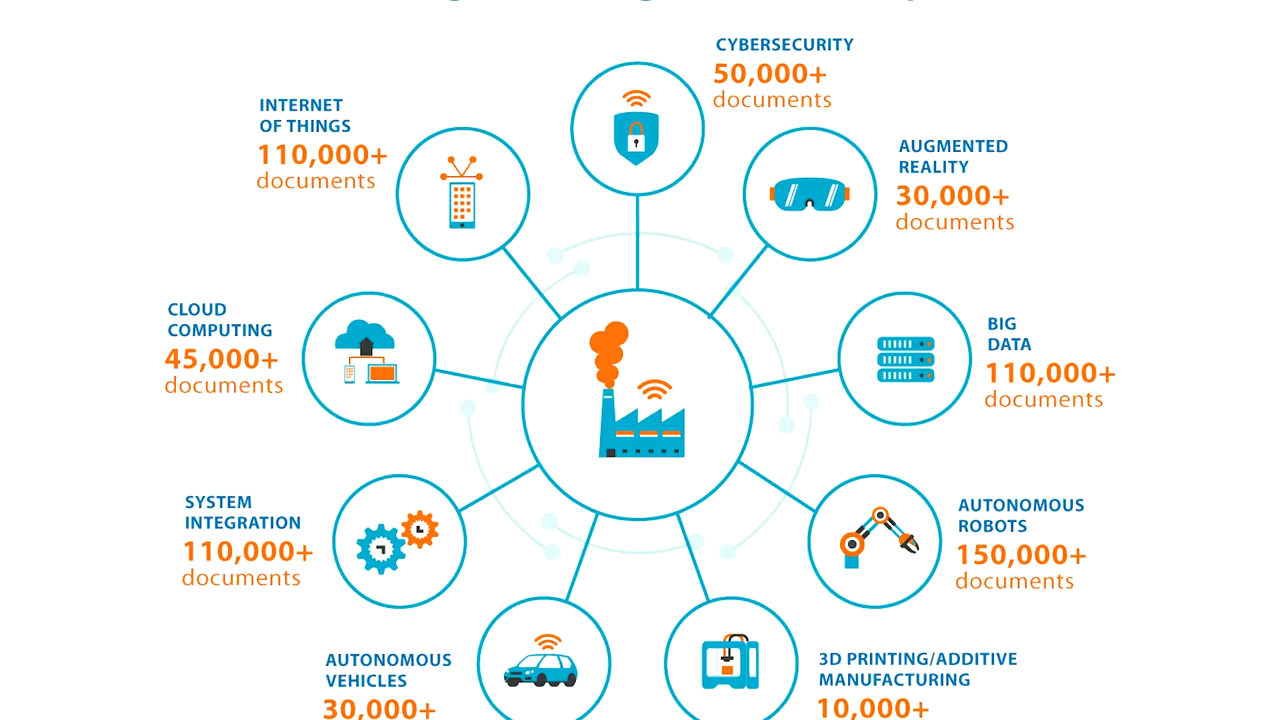 CYBERSECURITY
50,000+
documents
INTERNET
OF THINGS
110,000+
documents
AUGMENTED
REALITY
30,000+
documents
CLOUD
COMPUTING
45,000+
documents
BIG
DATA
110,000+
documents
SYSTEM
INTEGRATION
110,000+
documents
AUTONOMOUS
ROBOTS
150,000+
documents
AUTONOMOUS
VEHICLES
30,000+
3D PRINTING/ADDITIVE
MANUFACTURING
10,000+